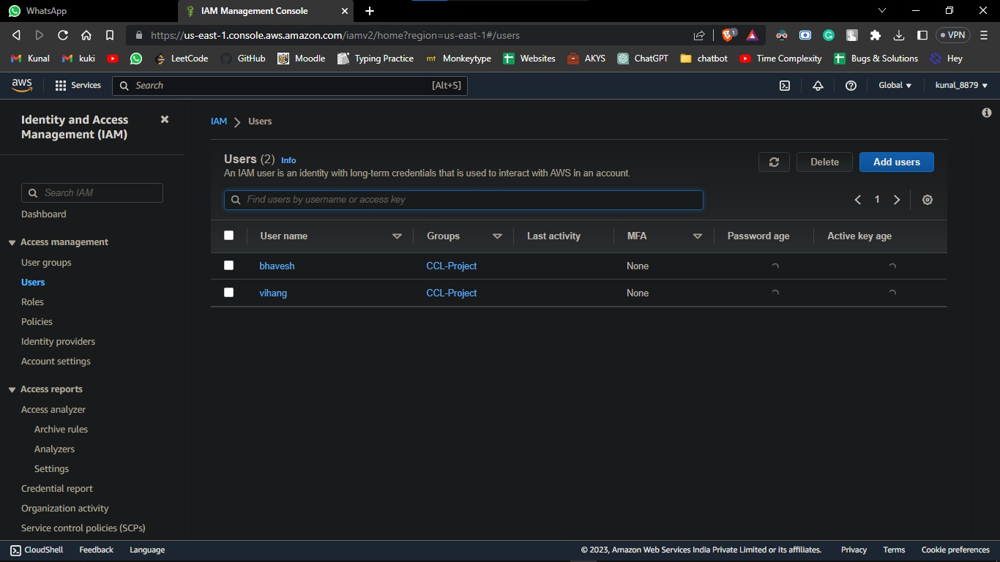 WhatsApp
IAM Management Console
https://us-east-1.console.aws.amazon.com/iamv2/home?region=us-east-1#/users
1
VPN
Kunal
kuki
LeetCode
GitHub
Moodle
Typing Practice
mt Monkeytype
Websites
AKYS
ChatGPT
chatbot
Time Complexity
Bugs & Solutions
Hey
aws
Services
Search [Alt+S]
Global
kunal_8879
Identity and Access
Management (IAM)
Search IAM
Dashboard
Access management
User groups
Users
Roles
Policies
Identity providers
Account settings
Access reports
Access analyzer
Archive rules
Analyzers
Settings
Credential report
Organization activity
Service control policies (SCPs)
IAM > Users
Users (2) Info
An IAM user is an identity with long-term credentials that is used to interact with AWS in an account.
Delete
Add users
Find users by username or access key
1
User name Groups Last activity MFA Password age Active key age
bhavesh CCL-Project None
vihang CCL-Project None
CloudShell Feedback Language
© 2023, Amazon Web Services India Private Limited or its affiliates. Privacy Terms Cookie preferences